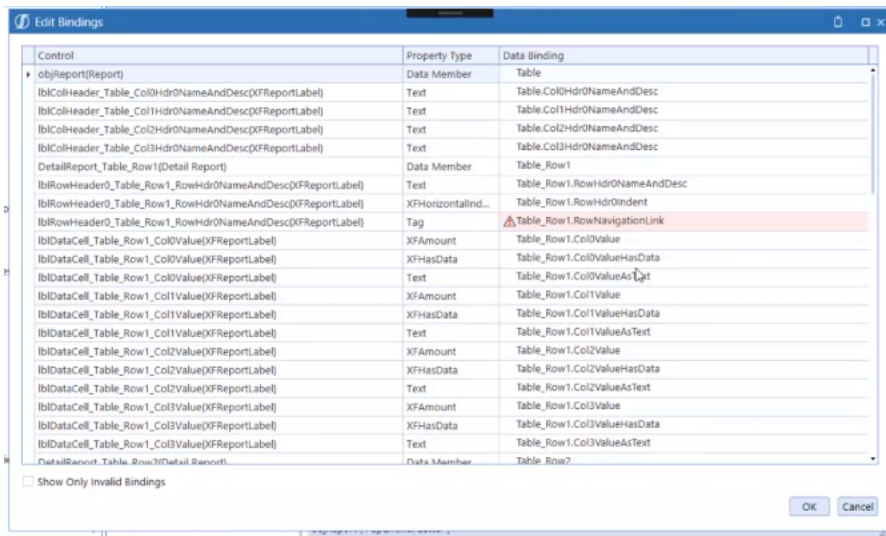 Edit Bindings
Control Property Type Data Binding
objReport{Report} Data Member Table
lblColHeader_Table_Col0Hdr0NameAndDesc{XFReportLabel} Text Table.Col0Hdr0NameAndDesc
lblColHeader_Table_Col1Hdr0NameAndDesc{XFReportLabel} Text Table.Col1Hdr0NameAndDesc
lblColHeader_Table_Col2Hdr0NameAndDesc{XFReportLabel} Text Table.Col2Hdr0NameAndDesc
lblColHeader_Table_Col3Hdr0NameAndDesc{XFReportLabel} Text Table.Col3Hdr0NameAndDesc
DetailReport_Table_Row1{Detail Report} Data Member Table_Row1
lblRowHeader0_Table_Row1_RowHdr0NameAndDesc{XFReportLabel} Text Table_Row1.RowHdr0NameAndDesc
lblRowHeader0_Table_Row1_RowHdr0NameAndDesc{XFReportLabel} XFHorizontalInd... Table_Row1.RowHdr0Indent
lblRowHeader0_Table_Row1_RowHdr0NameAndDesc{XFReportLabel} Tag Table_Row1.RowNavigationLink
lblDataCell_Table_Row1_Col0Value{XFReportLabel} XFAmount Table_Row1.Col0Value
lblDataCell_Table_Row1_Col0Value{XFReportLabel} XFHasData Table_Row1.Col0ValueHasData
lblDataCell_Table_Row1_Col0Value{XFReportLabel} Text Table_Row1.Col0ValueAsText
lblDataCell_Table_Row1_Col1Value{XFReportLabel} XFAmount Table_Row1.Col1Value
lblDataCell_Table_Row1_Col1Value{XFReportLabel} XFHasData Table_Row1.Col1ValueHasData
lblDataCell_Table_Row1_Col1Value{XFReportLabel} Text Table_Row1.Col1ValueAsText
lblDataCell_Table_Row1_Col2Value{XFReportLabel} XFAmount Table_Row1.Col2Value
lblDataCell_Table_Row1_Col2Value{XFReportLabel} XFHasData Table_Row1.Col2ValueHasData
lblDataCell_Table_Row1_Col2Value{XFReportLabel} Text Table_Row1.Col2ValueAsText
lblDataCell_Table_Row1_Col3Value{XFReportLabel} XFAmount Table_Row1.Col3Value
lblDataCell_Table_Row1_Col3Value{XFReportLabel} XFHasData Table_Row1.Col3ValueHasData
lblDataCell_Table_Row1_Col3Value{XFReportLabel} Text Table_Row1.Col3ValueAsText
DetailReport_Table_Row2{Detail Report} Data Member Table_Row2
Show Only Invalid Bindings
OK Cancel